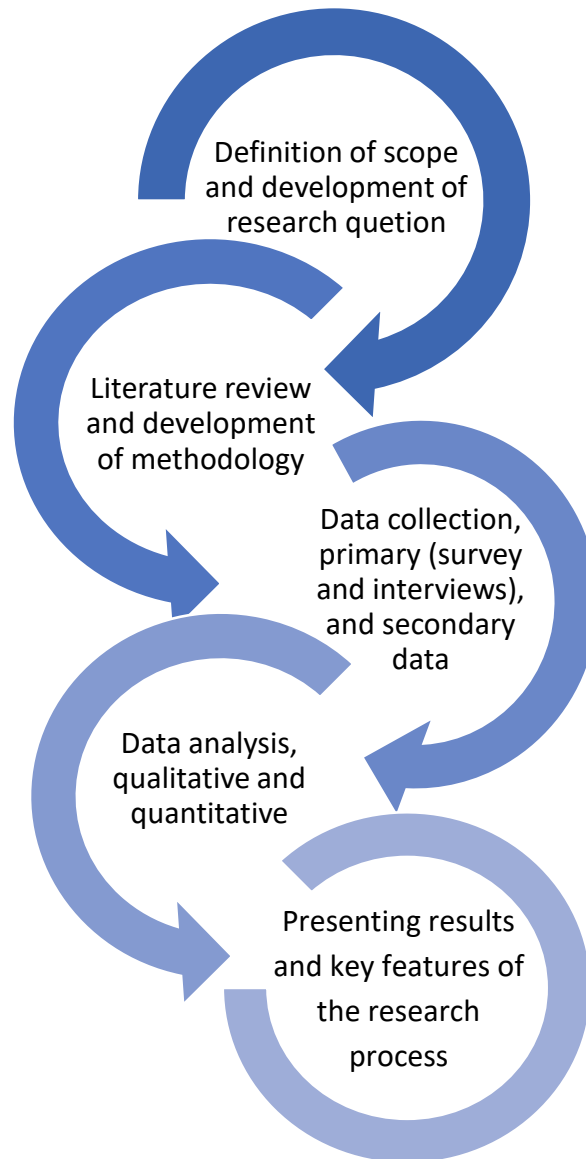 Definition of scope
and development of
research quetion
Literature review
and development
of methodology
Data collection,
primary (survey
and interviews),
and secondary
data
Data analysis,
qualitative and
quantitative
Presenting results
and key features of
the research
process